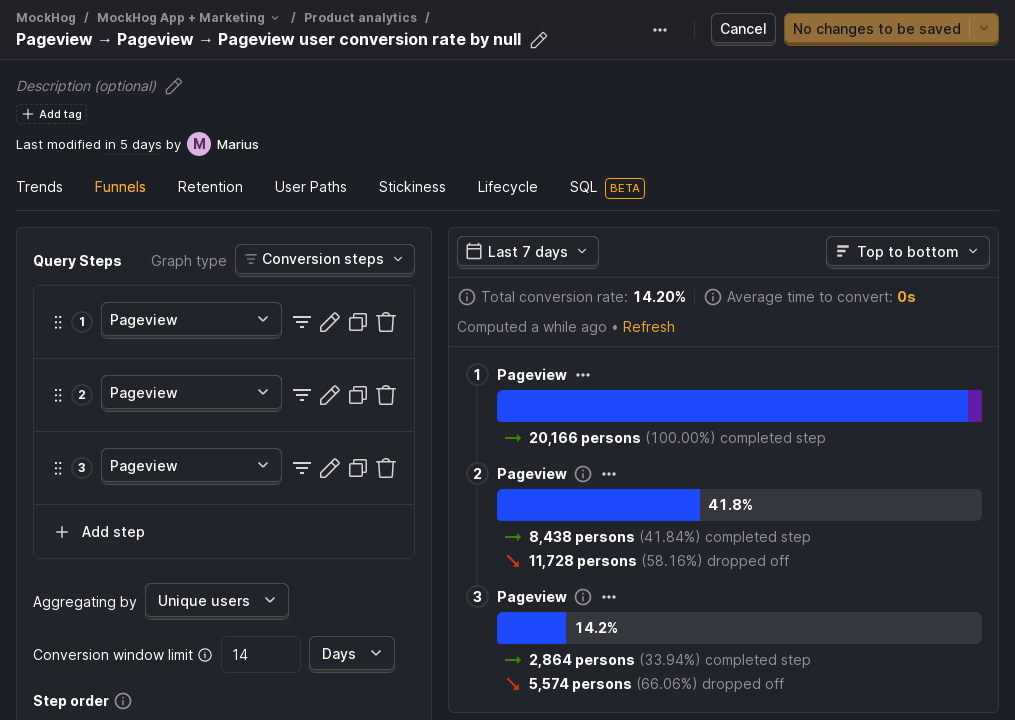 MockHog / MockHog App + Marketing / Product analytics /
Pageview → Pageview → Pageview user conversion rate by null
Cancel
No changes to be saved
Description (optional)
Add tag
Last modified in 5 days by M Marius
Trends Funnels Retention User Paths Stickiness Lifecycle SQL BETA
Query Steps Graph type Conversion steps
1 Pageview
2 Pageview
3 Pageview
Add step
Aggregating by Unique users
Conversion window limit 14 Days
Step order
Last 7 days Top to bottom
Total conversion rate: 14.20% Average time to convert: 0s
Computed a while ago • Refresh
1 Pageview
→ 20,166 persons (100.00%) completed step
2 Pageview
41.8%
→ 8,438 persons (41.84%) completed step
↘ 11,728 persons (58.16%) dropped off
3 Pageview
14.2%
→ 2,864 persons (33.94%) completed step
↘ 5,574 persons (66.06%) dropped off